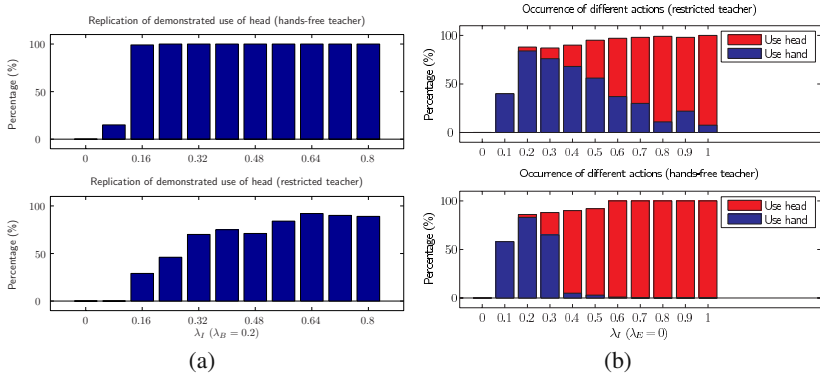 Replication of demonstrated use of head (hands-free teacher)
Percentage (%)
100
50
0
0 0.16 0.32 0.48 0.64 0.8
Replication of demonstrated use of head (restricted teacher)
Percentage (%)
100
50
0
0 0.16 0.32 0.48 0.64 0.8
λ_I (λ_B = 0.2)
(a)
Occurrence of different actions (restricted teacher)
Percentage (%)
100
50
0
Use head
Use hand
0 0.1 0.2 0.3 0.4 0.5 0.6 0.7 0.8 0.9 1
Occurrence of different actions (hands-free teacher)
Percentage (%)
100
50
0
Use head
Use hand
0 0.1 0.2 0.3 0.4 0.5 0.6 0.7 0.8 0.9 1
λ_I (λ_E = 0)
(b)